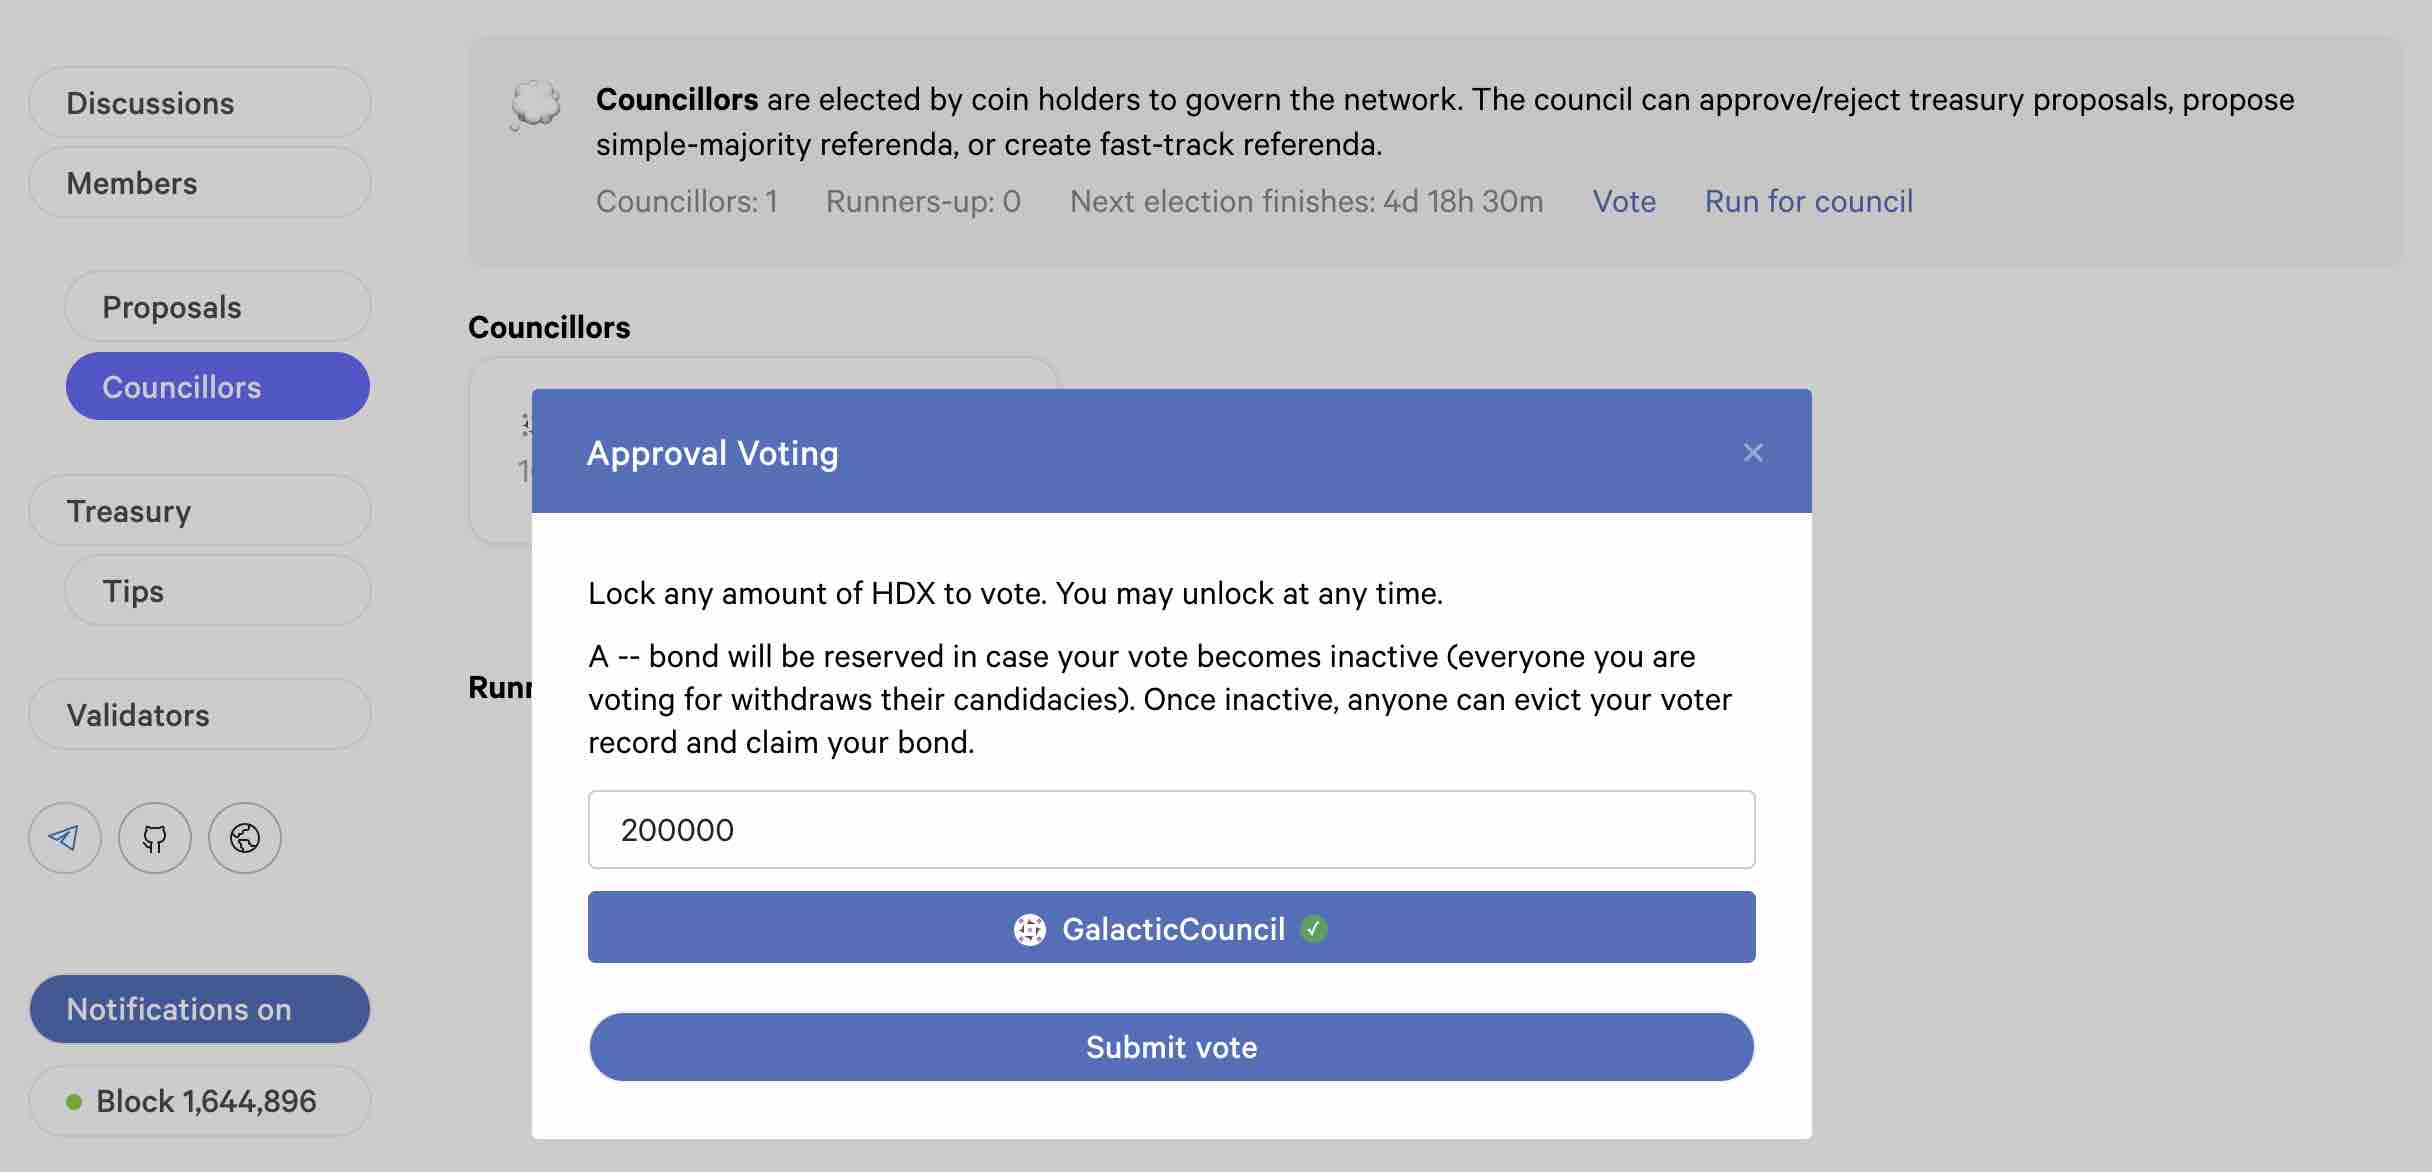 Discussions
Members
Proposals
Councillors
Treasury
Tips
Validators
Notifications on
Block 1,644,896
Councillors are elected by coin holders to govern the network. The council can approve/reject treasury proposals, propose
simple-majority referenda, or create fast-track referenda.
Councillors: 1 Runners-up: 0 Next election finishes: 4d 18h 30m Vote Run for council
Councillors
Approval Voting
Lock any amount of HDX to vote. You may unlock at any time.
A -- bond will be reserved in case your vote becomes inactive (everyone you are
voting for withdraws their candidacies). Once inactive, anyone can evict your voter
record and claim your bond.
200000
GalacticCouncil
Submit vote